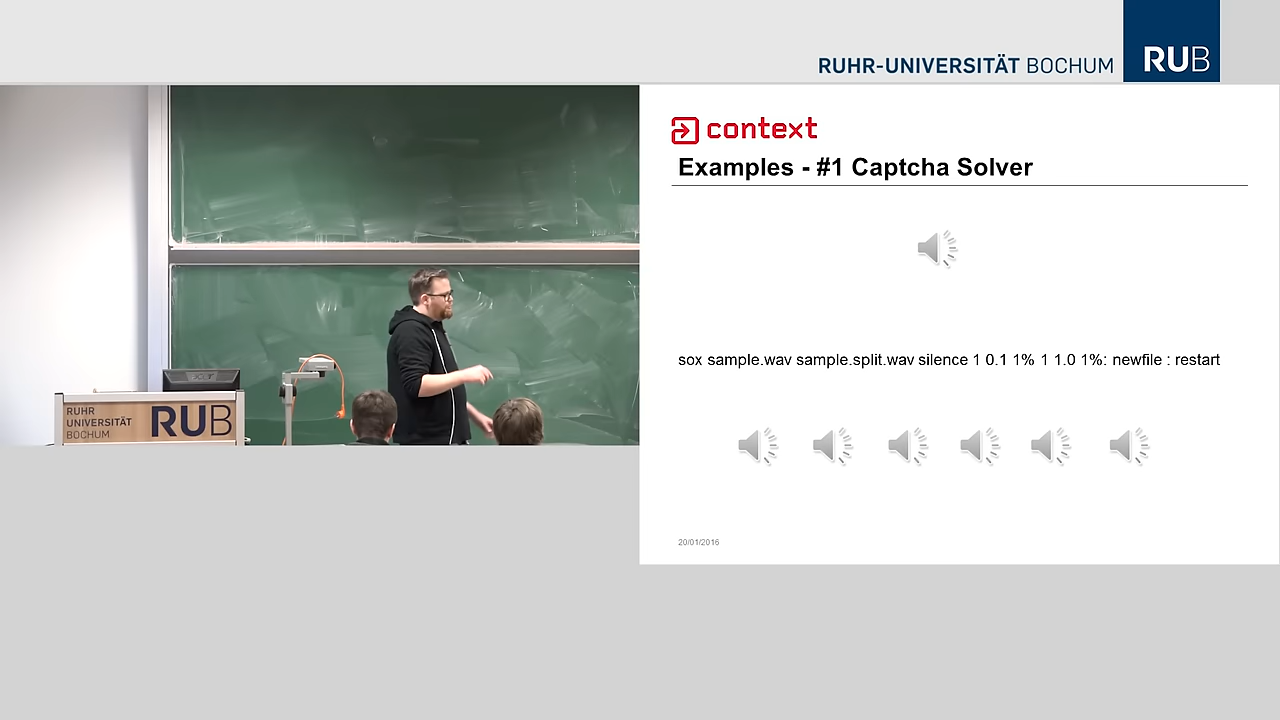 RUHR-UNIVERSITÄT BOCHUM
RUB
context
Examples - #1 Captcha Solver
sox sample.wav sample.split.wav silence 1 0.1 1% 1 1.0 1%: newfile : restart
20/01/2016
RUHR
UNIVERSITÄT
BOCHUM
RUB